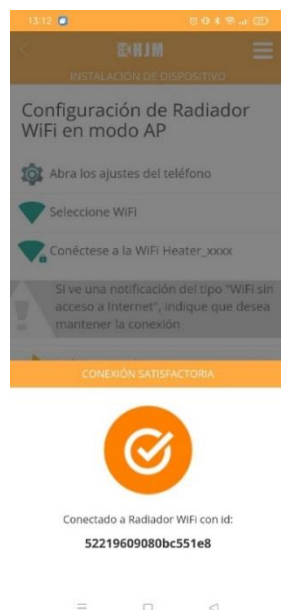 13:12
HJM
INSTALACIÓN DE DISPOSITIVO
Configuración de Radiador
WiFi en modo AP
Abra los ajustes del teléfono
Seleccione WiFi
Conéctese a la WiFi Heater_xxxx
Si ve una notificación del tipo "WiFi sin
acceso a Internet", indique que desea
mantener la conexión
CONEXIÓN SATISFACTORIA
Conectado a Radiador WiFi con id:
52219609080bc551e8